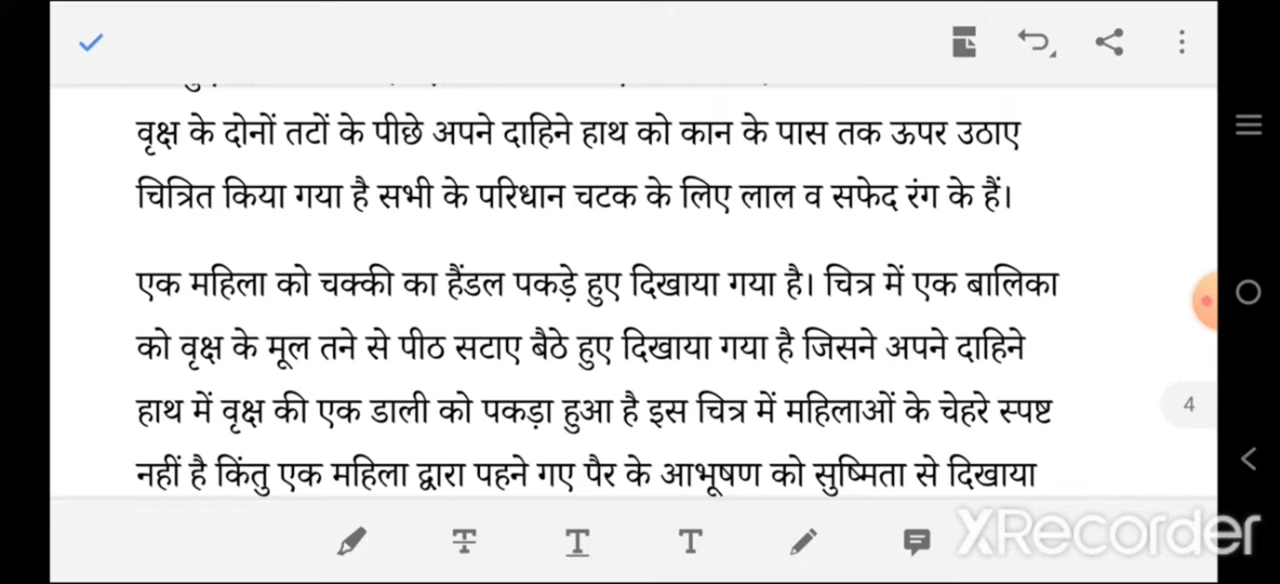 वृक्ष के दोनों तटों के पीछे अपने दाहिने हाथ को कान के पास तक ऊपर उठाए
चित्रित किया गया है सभी के परिधान चटक के लिए लाल व सफेद रंग के हैं।
एक महिला को चक्की का हैंडल पकड़े हुए दिखाया गया है। चित्र में एक बालिका
को वृक्ष के मूल तने से पीठ सटाए बैठे हुए दिखाया गया है जिसने अपने दाहिने
4
हाथ में वृक्ष की एक डाली को पकड़ा हुआ है इस चित्र में महिलाओं के चेहरे स्पष्ट
नहीं है किंतु एक महिला द्वारा पहने गए पैर के आभूषण को सुष्मिता से दिखाया
XRecorder